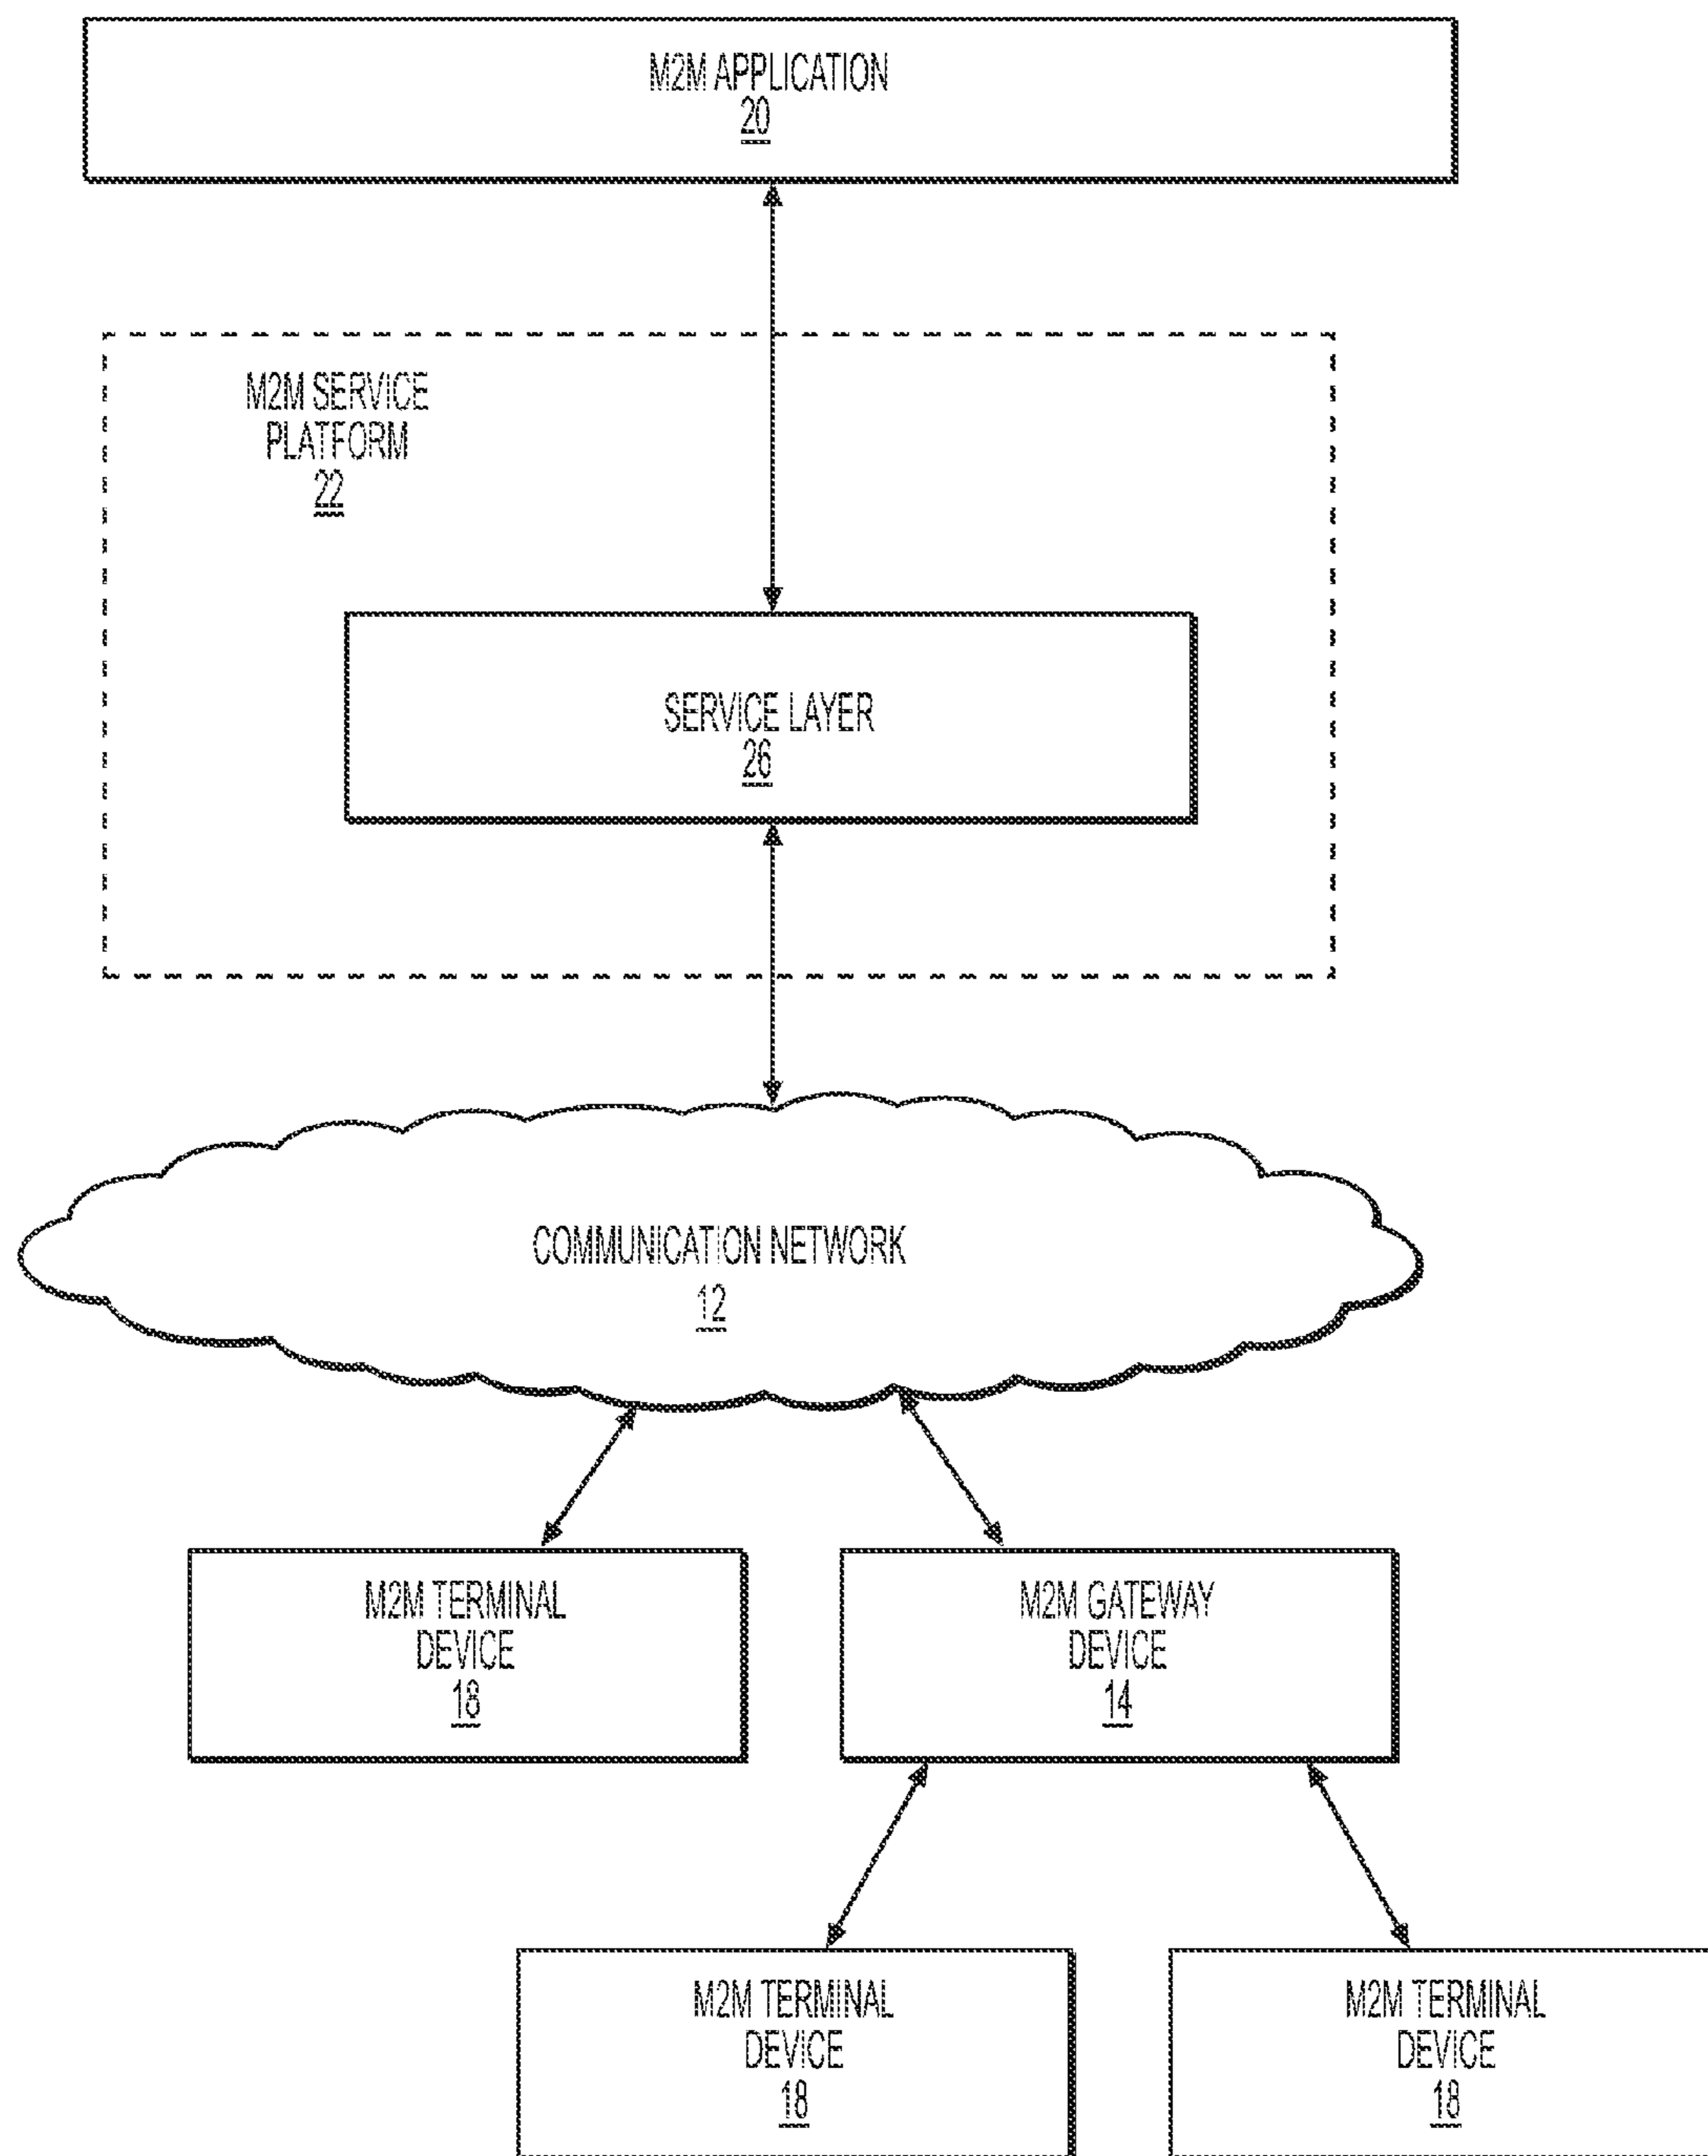 M2M APPLICATION
20
M2M SERVICE
PLATFORM
22
SERVICE LAYER
26
COMMUNICATION NETWORK
12
M2M TERMINAL
DEVICE
18
M2M GATEWAY
DEVICE
14
M2M TERMINAL
DEVICE
18
M2M TERMINAL
DEVICE
18